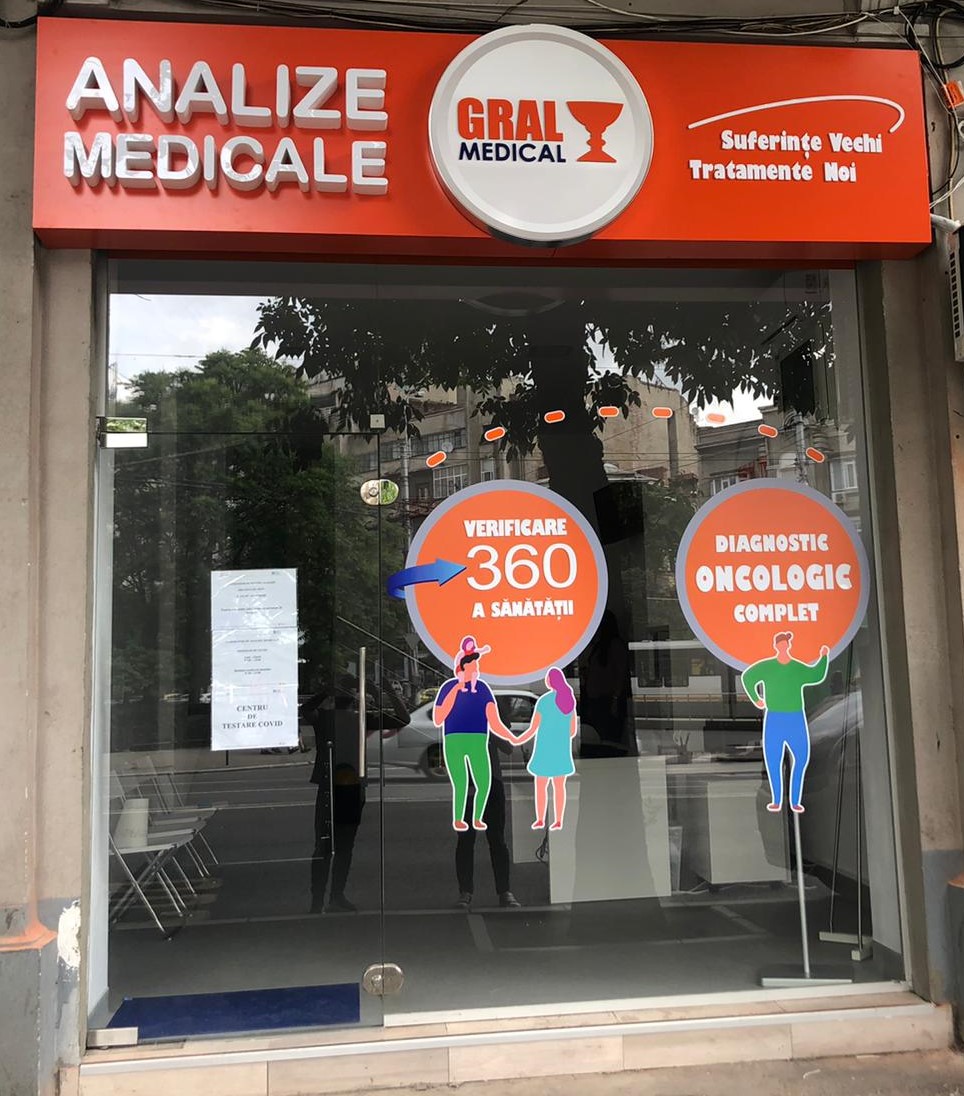 ANALIZE
MEDICALE
GRAL
MEDICAL
Suferințe Vechi
Tratamente Noi
VERIFICARE
360
A SĂNĂTĂȚII
DIAGNOSTIC
ONCOLOGIC
COMPLET
CENTRU
DE
TESTARE COVID